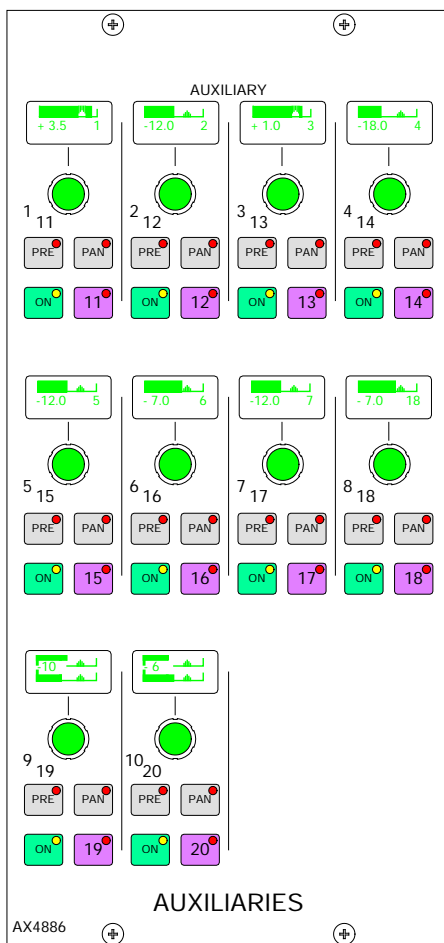 AUXILIARY
+ 3.5 1 -12.0 2 + 1.0 3 -18.0 4
1 2 3 4
11 12 13 14
PRE PAN PRE PAN PRE PAN PRE PAN
ON 11 ON 12 ON 13 ON 14
-12.0 5 - 7.0 6 -12.0 7 - 7.0 18
5 6 7 8
15 16 17 18
PRE PAN PRE PAN PRE PAN PRE PAN
ON 15 ON 16 ON 17 ON 18
-10 - 6
9 10
19 20
PRE PAN PRE PAN
ON 19 ON 20
AUXILIARIES
AX4886